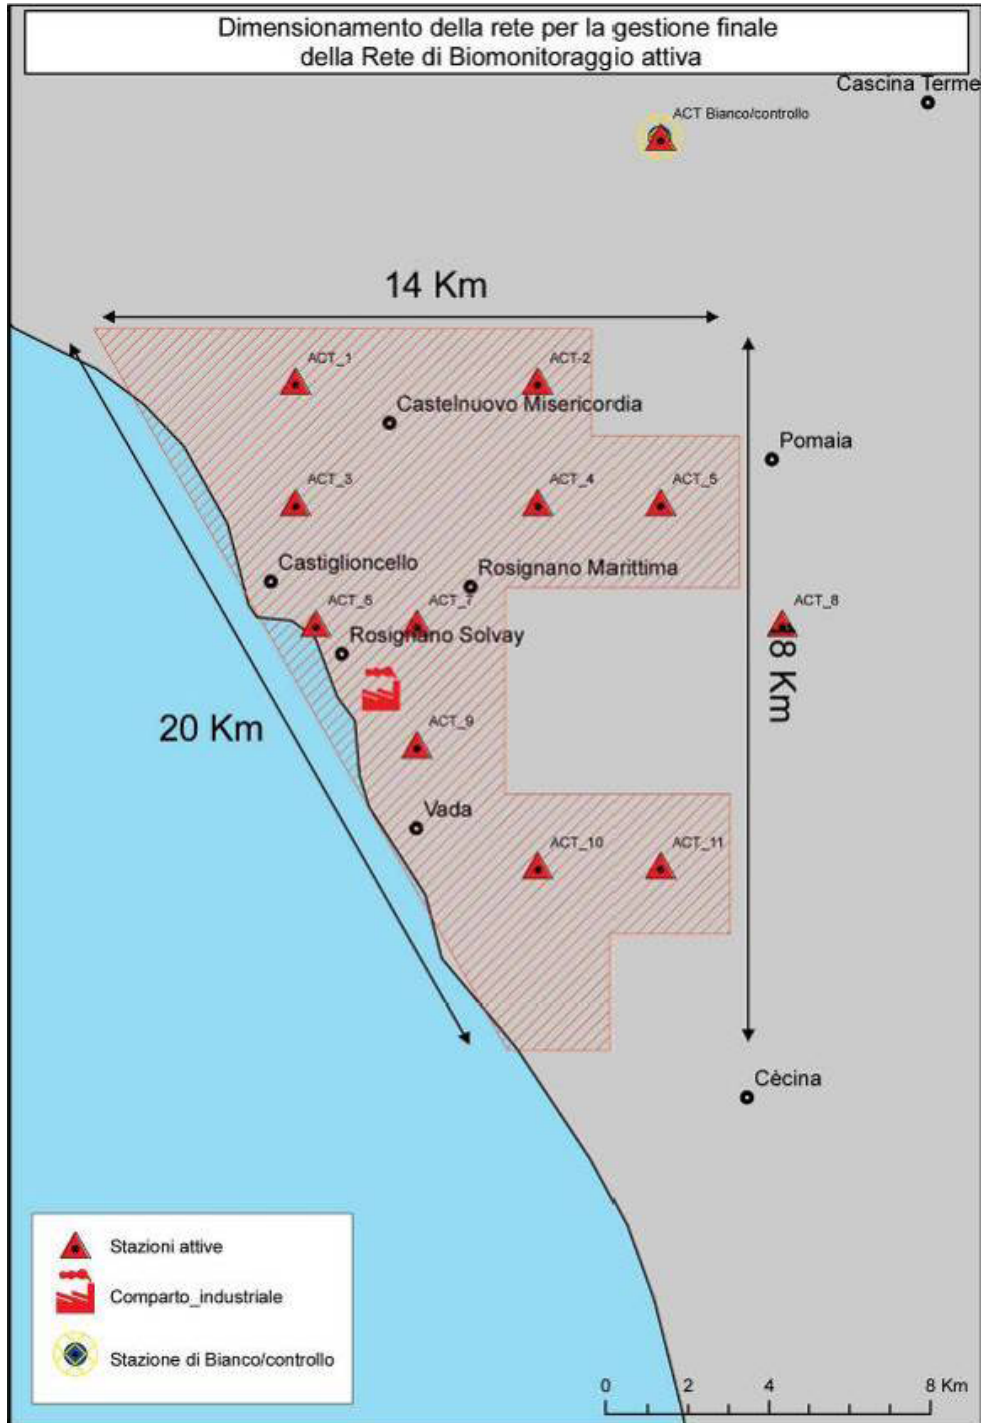 Dimensionamento della rete per la gestione finale
della Rete di Biomonitoraggio attiva
Cascina Terme
ACT Bianco/controllo
14 Km
ACT_1
ACT-2
Castelnuovo Misericordia
Pomaia
ACT_3
ACT_4
ACT_5
Castiglioncello
Rosignano Marittima
ACT_6
ACT_7
ACT_8
Rosignano Solvay
8 Km
20 Km
ACT_9
Vada
ACT_10
ACT_11
Cècina
Stazioni attive
Comparto_industriale
Stazione di Bianco/controllo
0 2 4 8 Km